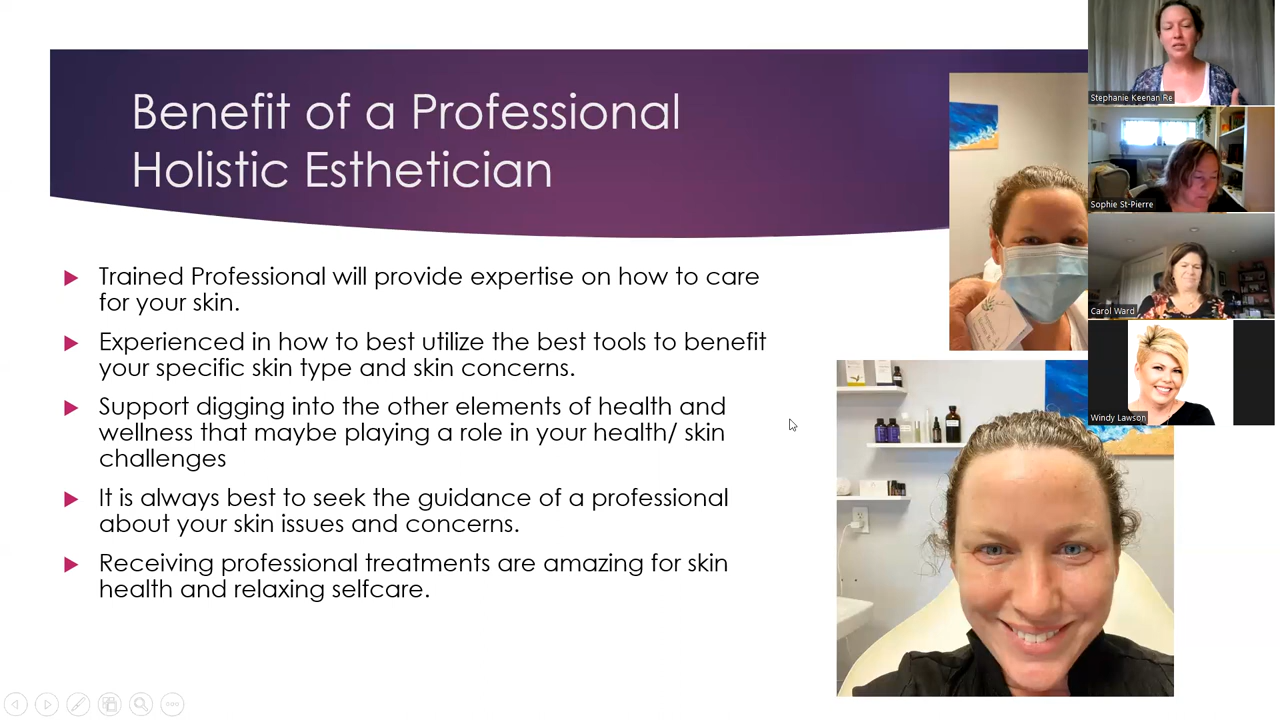 Benefit of a Professional
Holistic Esthetician
Trained Professional will provide expertise on how to care
for your skin.
Experienced in how to best utilize the best tools to benefit
your specific skin type and skin concerns.
Support digging into the other elements of health and
wellness that maybe playing a role in your health/ skin
challenges
It is always best to seek the guidance of a professional
about your skin issues and concerns.
Receiving professional treatments are amazing for skin
health and relaxing selfcare.
Stephanie Keenan Re
Sophie St-Pierre
Carol Ward
Windy Lawson